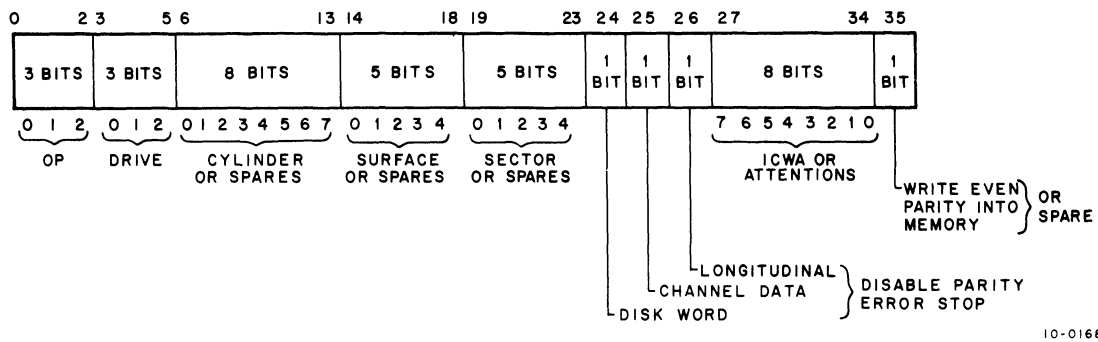 0 2 3 5 6 13 14 18 19 23 24 25 26 27 34 35
3 BITS 3 BITS 8 BITS 5 BITS 5 BITS 1 BIT 1 BIT 1 BIT 8 BITS 1 BIT
0 1 2 0 1 2 0 1 2 3 4 5 6 7 0 1 2 3 4 0 1 2 3 4 7 6 5 4 3 2 1 0
OP DRIVE CYLINDER OR SPARES SURFACE OR SPARES SECTOR OR SPARES ICWA OR ATTENTIONS
WRITE EVEN
PARITY INTO
MEMORY
OR
SPARE
LONGITUDINAL
CHANNEL DATA
DISK WORD
DISABLE PARITY
ERROR STOP
10-0168